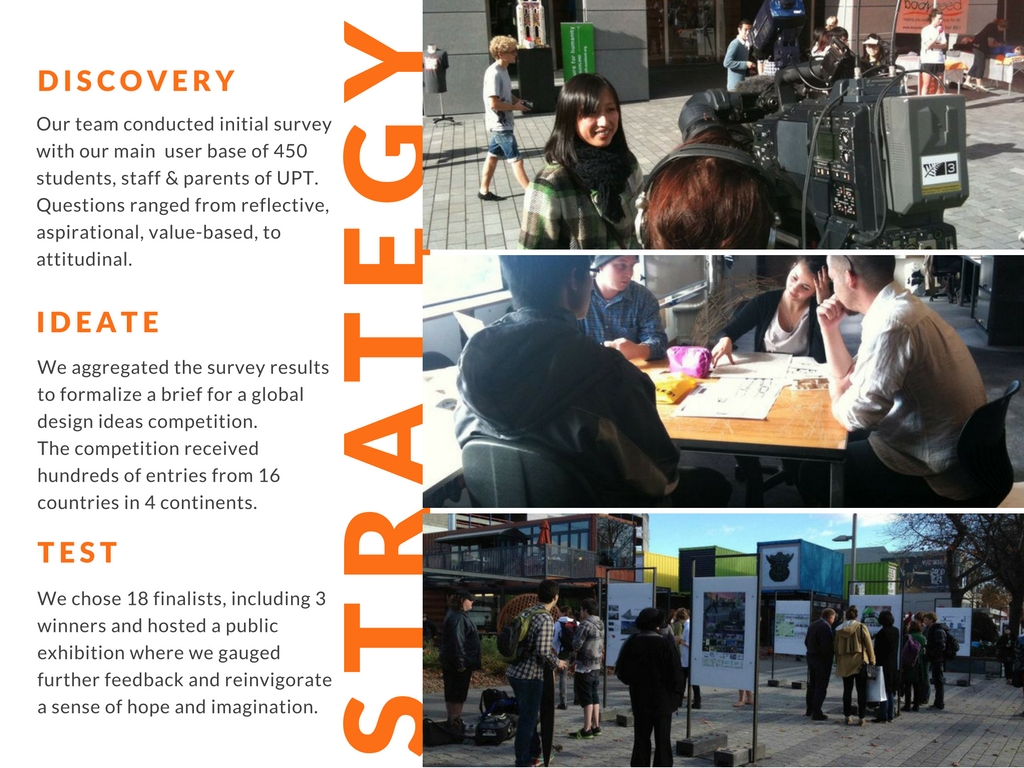 DISCOVERY
Our team conducted initial survey
with our main  user base of 450
students, staff & parents of UPT.
Questions ranged from reflective,
aspirational, value-based, to
attitudinal.
IDEATE
We aggregated the survey results
to formalize a brief for a global
design ideas competition.
The competition received
hundreds of entries from 16
countries in 4 continents.
TEST
We chose 18 finalists, including 3
winners and hosted a public
exhibition where we gauged
further feedback and reinvigorate
a sense of hope and imagination.
STRATEGY
3